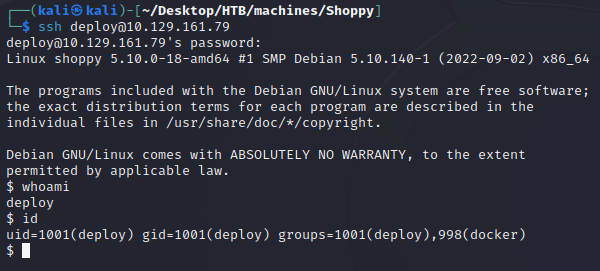 ┌──(kali㉿kali)-[~/Desktop/HTB/machines/Shoppy]
└─$ ssh deploy@10.129.161.79
deploy@10.129.161.79's password:
Linux shoppy 5.10.0-18-amd64 #1 SMP Debian 5.10.140-1 (2022-09-02) x86_64
The programs included with the Debian GNU/Linux system are free software;
the exact distribution terms for each program are described in the
individual files in /usr/share/doc/*/copyright.
Debian GNU/Linux comes with ABSOLUTELY NO WARRANTY, to the extent
permitted by applicable law.
$ whoami
deploy
$ id
uid=1001(deploy) gid=1001(deploy) groups=1001(deploy),998(docker)
$